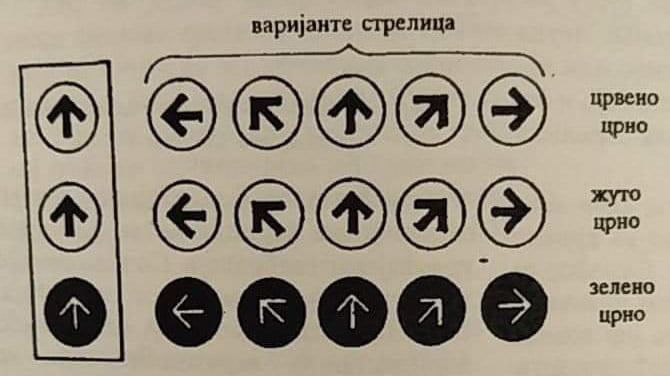 варијанте стрелица
црвено
црно
жуто
црно
зелено
црно